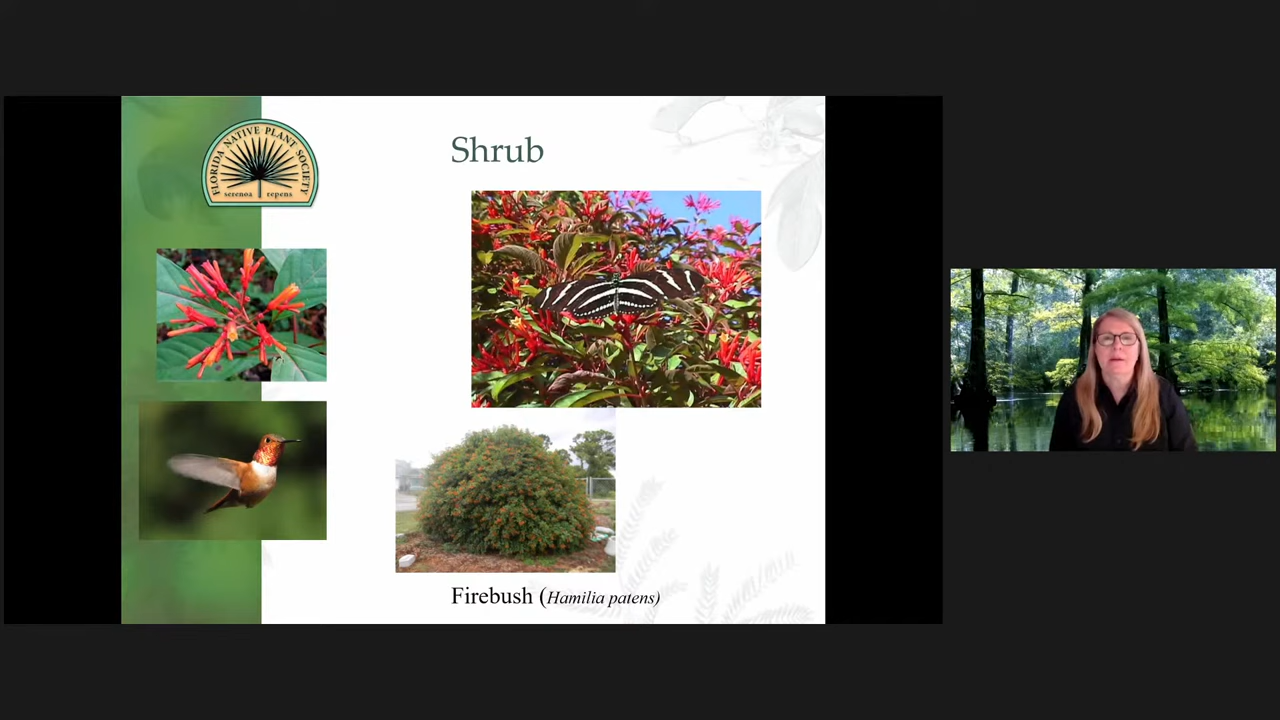 FLORIDA NATIVE PLANT SOCIETY
serenoa repens
Shrub
Firebush (Hamilia patens)